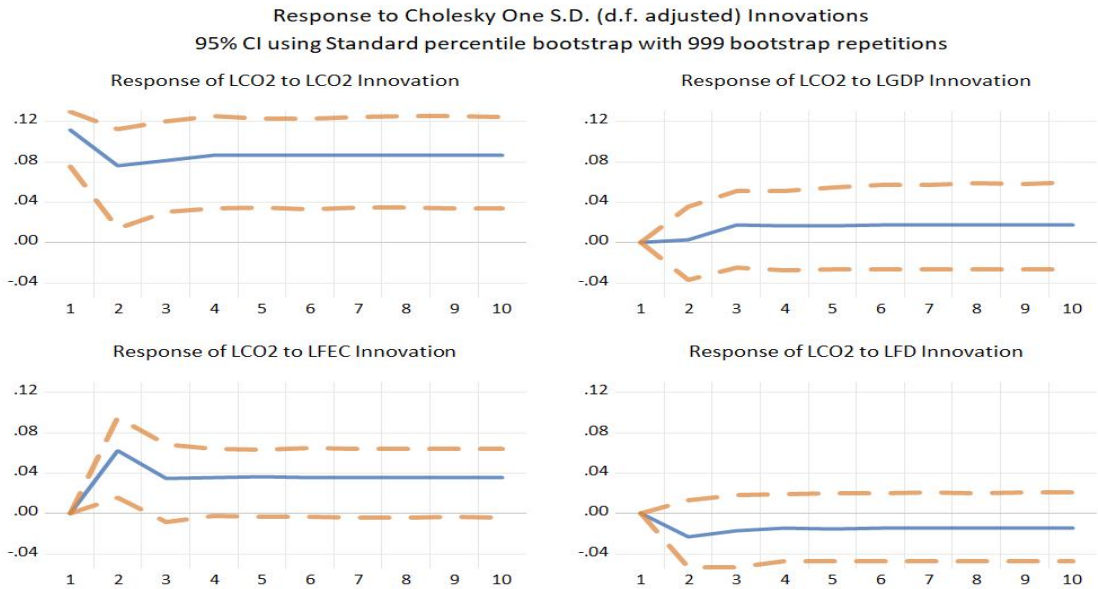 Response to Cholesky One S.D. (d.f. adjusted) Innovations
95% CI using Standard percentile bootstrap with 999 bootstrap repetitions
Response of LCO2 to LCO2 Innovation
.12
.08
.04
.00
-.04
1 2 3 4 5 6 7 8 9 10
Response of LCO2 to LGDP Innovation
.12
.08
.04
.00
-.04
1 2 3 4 5 6 7 8 9 10
Response of LCO2 to LFEC Innovation
.12
.08
.04
.00
-.04
1 2 3 4 5 6 7 8 9 10
Response of LCO2 to LFD Innovation
.12
.08
.04
.00
-.04
1 2 3 4 5 6 7 8 9 10